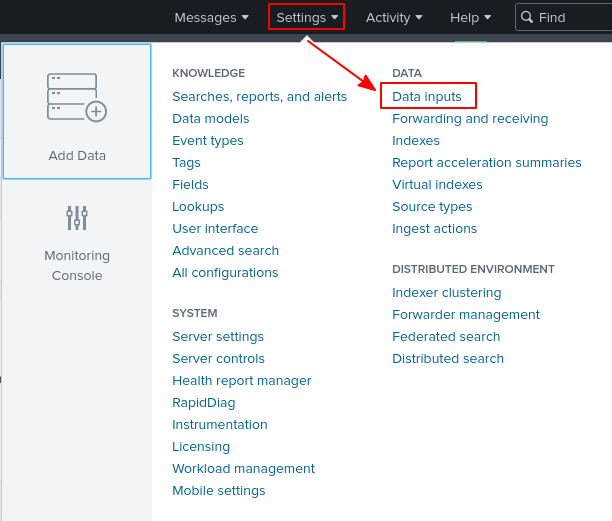 Messages Settings Activity Help Find
Add Data
Monitoring
Console
KNOWLEDGE
Searches, reports, and alerts
Data models
Event types
Tags
Fields
Lookups
User interface
Advanced search
All configurations
SYSTEM
Server settings
Server controls
Health report manager
RapidDiag
Instrumentation
Licensing
Workload management
Mobile settings
DATA
Data inputs
Forwarding and receiving
Indexes
Report acceleration summaries
Virtual indexes
Source types
Ingest actions
DISTRIBUTED ENVIRONMENT
Indexer clustering
Forwarder management
Federated search
Distributed search